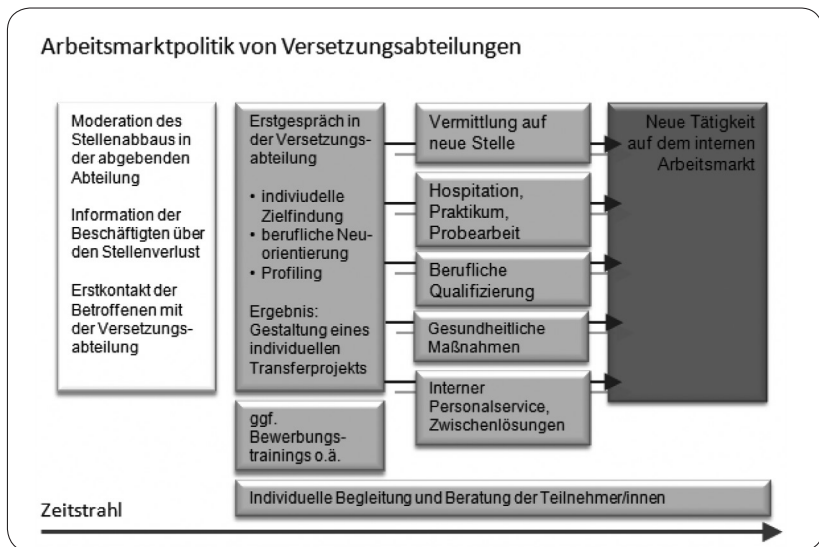 Arbeitsmarktpolitik von Versetzungsabteilungen
Moderation des
Stellenabbaus in
der abgebenden
Abteilung
Information der
Beschäftigten über
den Stellenverlust
Erstkontakt der
Betroffenen mit
der Versetzungs-
abteilung
Erstgespräch in
der Versetzungs-
abteilung
• indiviudelle
Zielfindung
• berufliche Neu-
orientierung
• Profiling
Ergebnis:
Gestaltung eines
individuellen
Transferprojekts
ggf.
Bewerbungs-
trainings o.ä.
Vermittlung auf
neue Stelle
Hospitation,
Praktikum,
Probearbeit
Berufliche
Qualifizierung
Gesundheitliche
Maßnahmen
Interner
Personalservice,
Zwischenlösungen
Neue Tätigkeit
auf dem internen
Arbeitsmarkt
Individuelle Begleitung und Beratung der Teilnehmer/innen
Zeitstrahl